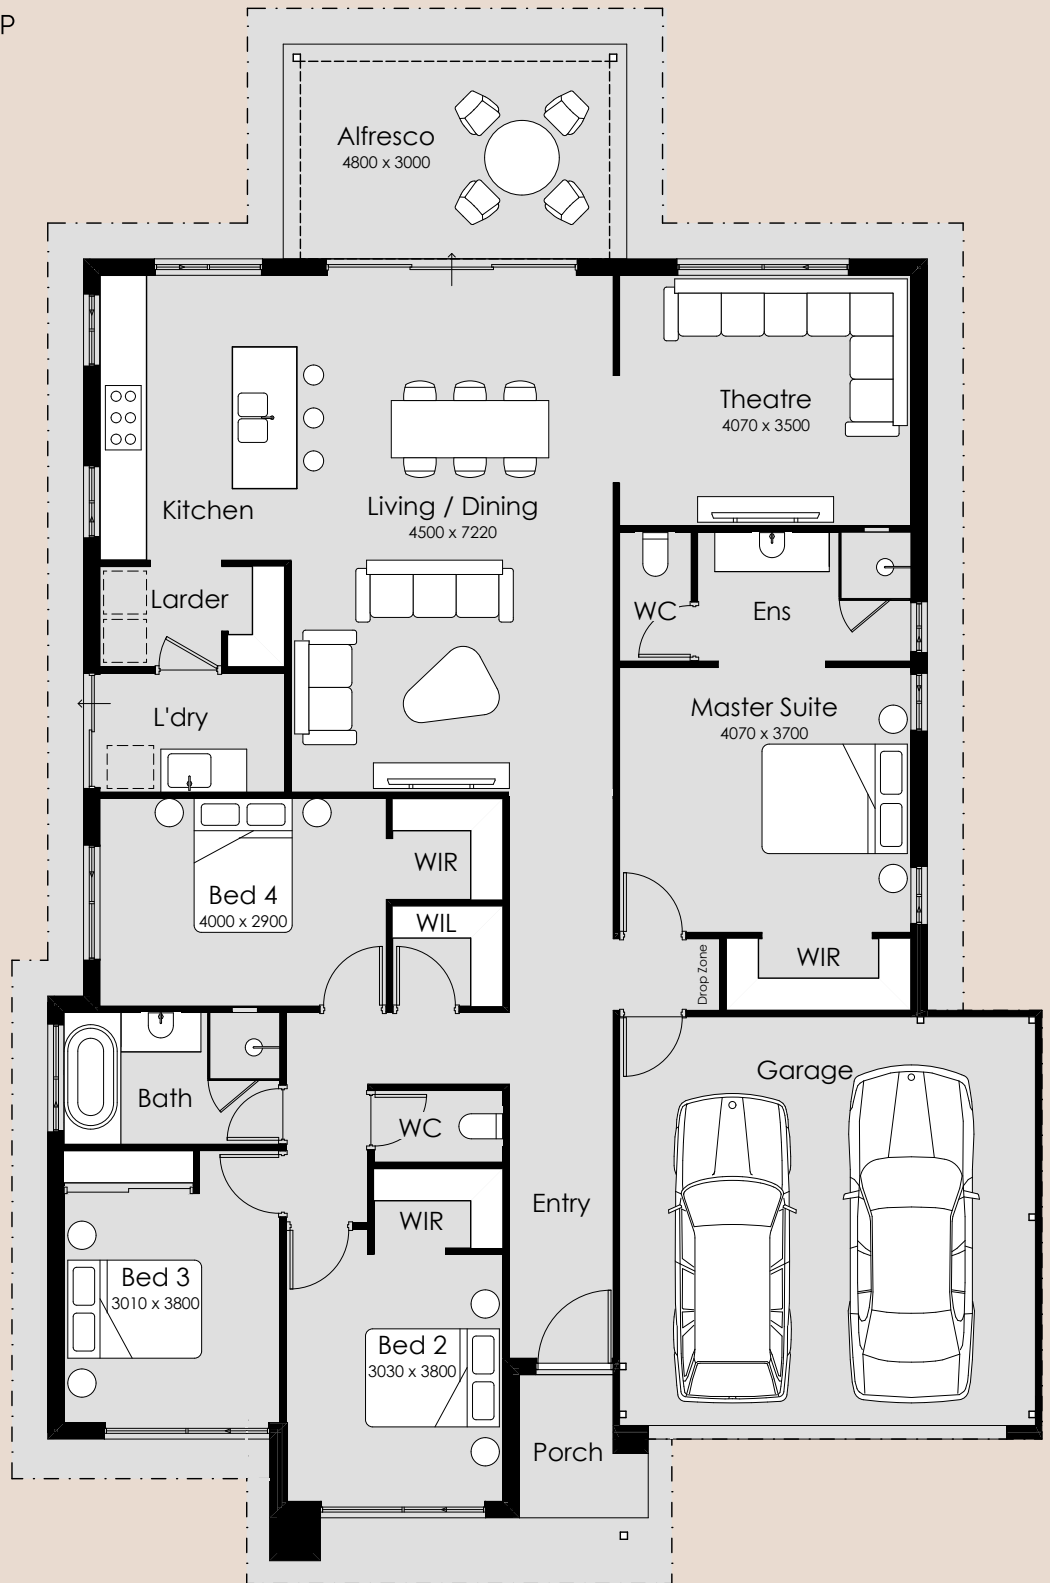 P
Alfresco
4800 x 3000
Theatre
4070 x 3500
Kitchen
Living / Dining
4500 x 7220
Larder
WC
Ens
L'dry
Master Suite
4070 x 3700
WIR
Bed 4
4000 x 2900
WIL
WIR
Drop Zone
Garage
Bath
WC
Entry
WIR
Bed 3
3010 x 3800
Bed 2
3030 x 3800
Porch